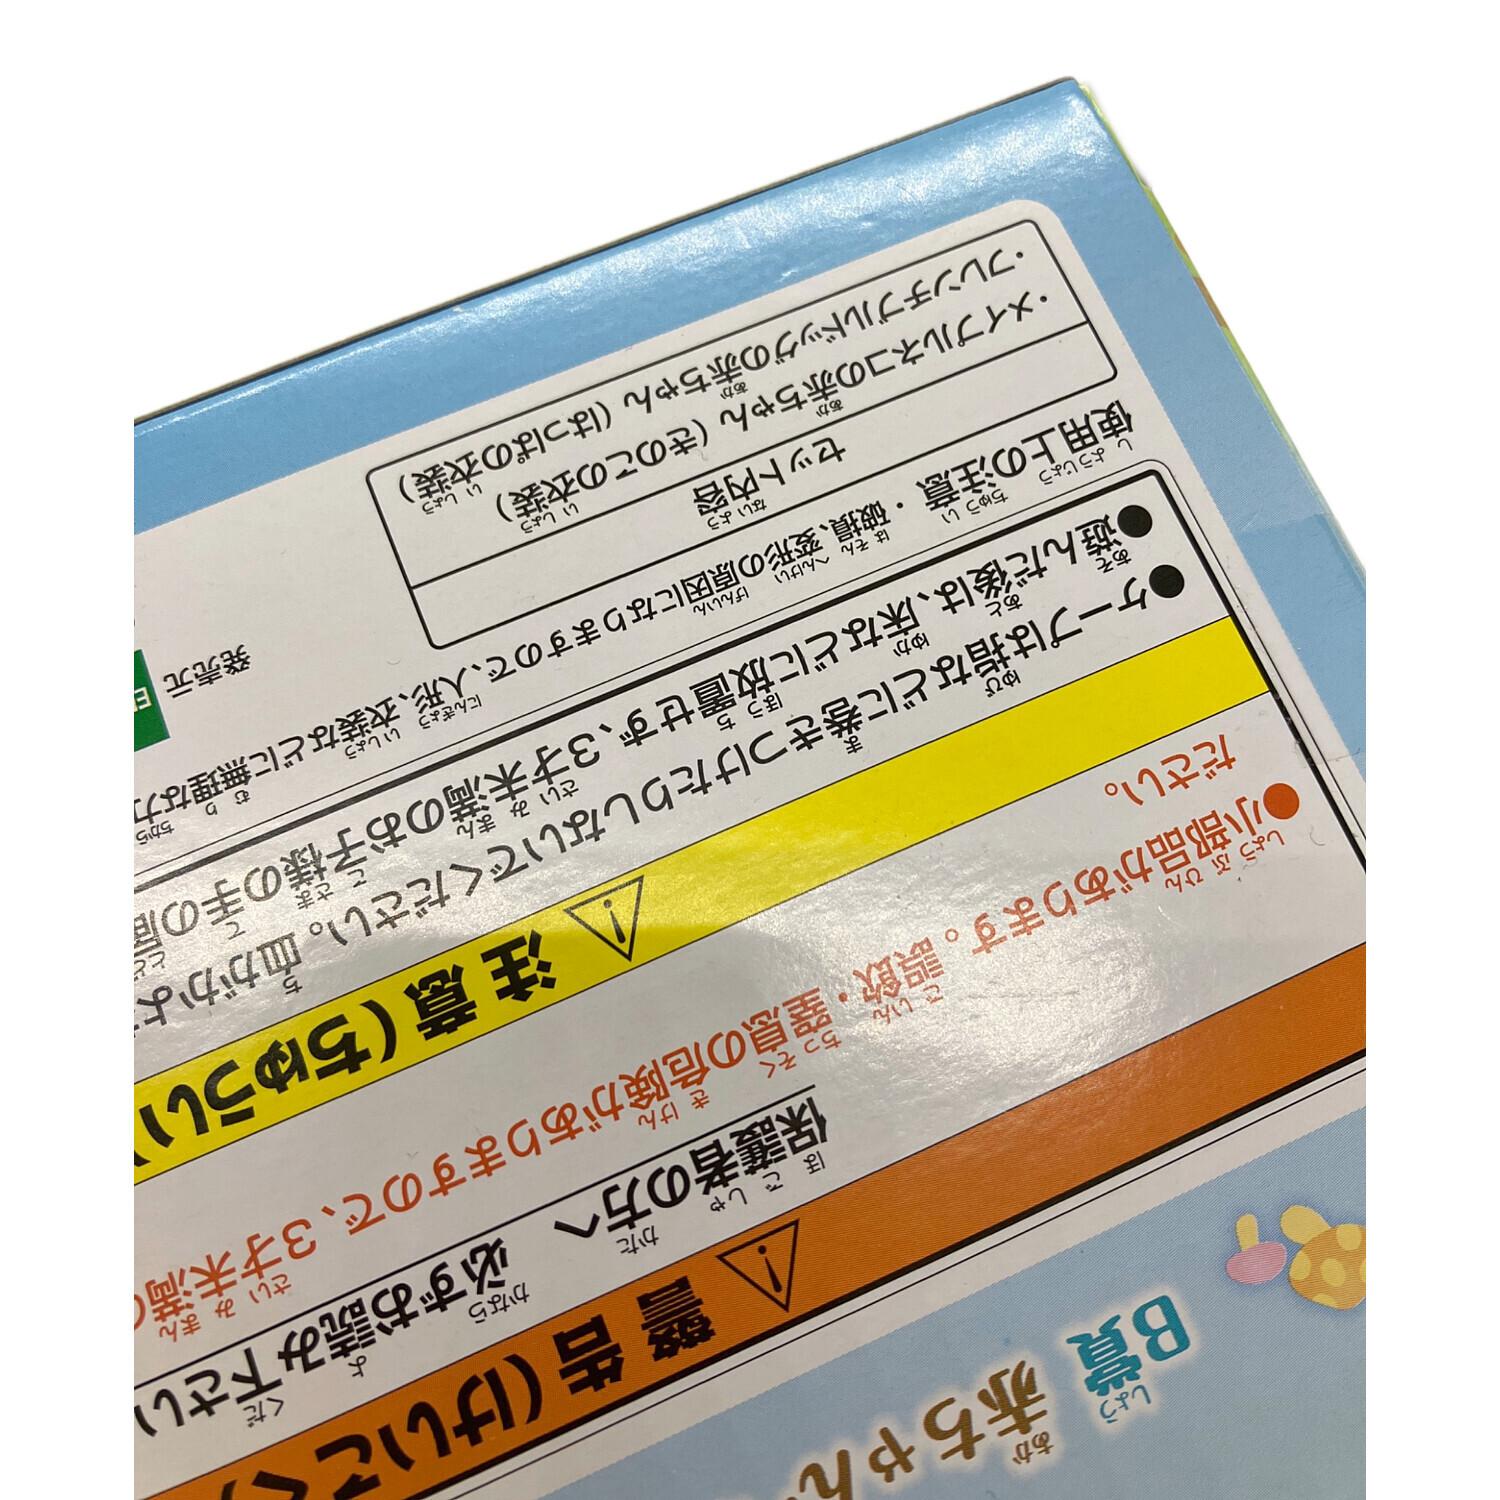 B賞
赤ちゃん
警告(けいこく)
保護者の方へ 必ずお読み下さい
●小部品があります。誤飲・窒息の危険がありますので、3才未満の
ださい。
注意(ちゅうい)
●ケープは指などに巻きつけたりしないでください。血がかよ
●遊んだ後は、床などに放置せず、3才未満のお子様の手の届
使用上の注意 ・破損、変形の原因になりますので、人形、衣装などに無理な力
セット内容
・メイプルネコの赤ちゃん(きのこの衣装)
・フレンチブルドッグの赤ちゃん(はっぱの衣装)
発売元